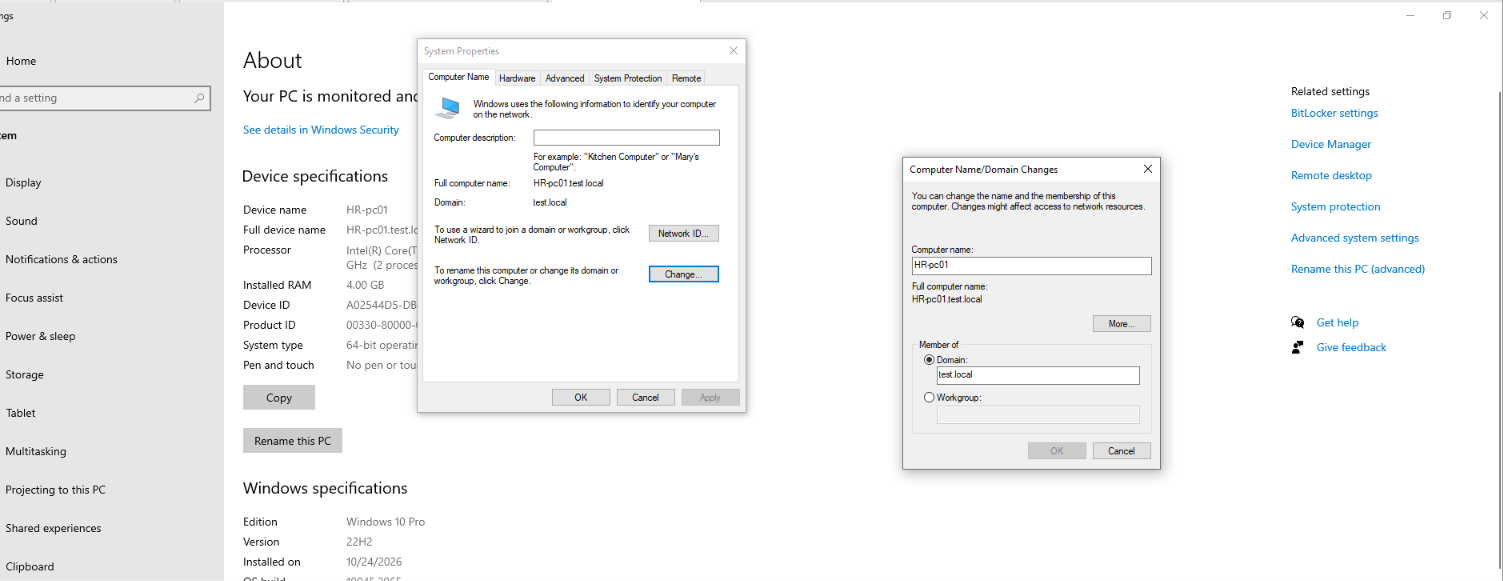 ngs
Home
nd a setting
em
Display
Sound
Notifications & actions
Focus assist
Power & sleep
Storage
Tablet
Multitasking
Projecting to this PC
Shared experiences
Clipboard
About
Your PC is monitored
See details in Windows Security
Device specifications
Device name HR-pc01
Full device name HR-pc01.test.lo
Processor Intel(R) Core(T
GHz (2 proces
Installed RAM 4.00 GB
Device ID A02544D5-DB
Product ID 00330-80000-
System type 64-bit operatin
Pen and touch No pen or tou
Copy
Rename this PC
Windows specifications
Edition Windows 10 Pro
Version 22H2
Installed on 10/24/2026
System Properties
Computer Name Hardware Advanced System Protection Remote
Windows uses the following information to identify your computer
on the network.
Computer description:
For example: "Kitchen Computer" or "Mary's
Computer".
Full computer name: HR-pc01.test.local
Domain: test.local
To use a wizard to join a domain or workgroup, click
Network ID.
Network ID...
To rename this computer or change its domain or
workgroup, click Change.
Change...
OK Cancel Apply
Computer Name/Domain Changes
You can change the name and the membership of this
computer. Changes might affect access to network resources.
Computer name:
HR-pc01
Full computer name:
HR-pc01.test.local
More...
Member of
Domain:
test.local
Workgroup:
OK Cancel
Related settings
BitLocker settings
Device Manager
Remote desktop
System protection
Advanced system settings
Rename this PC (advanced)
Get help
Give feedback